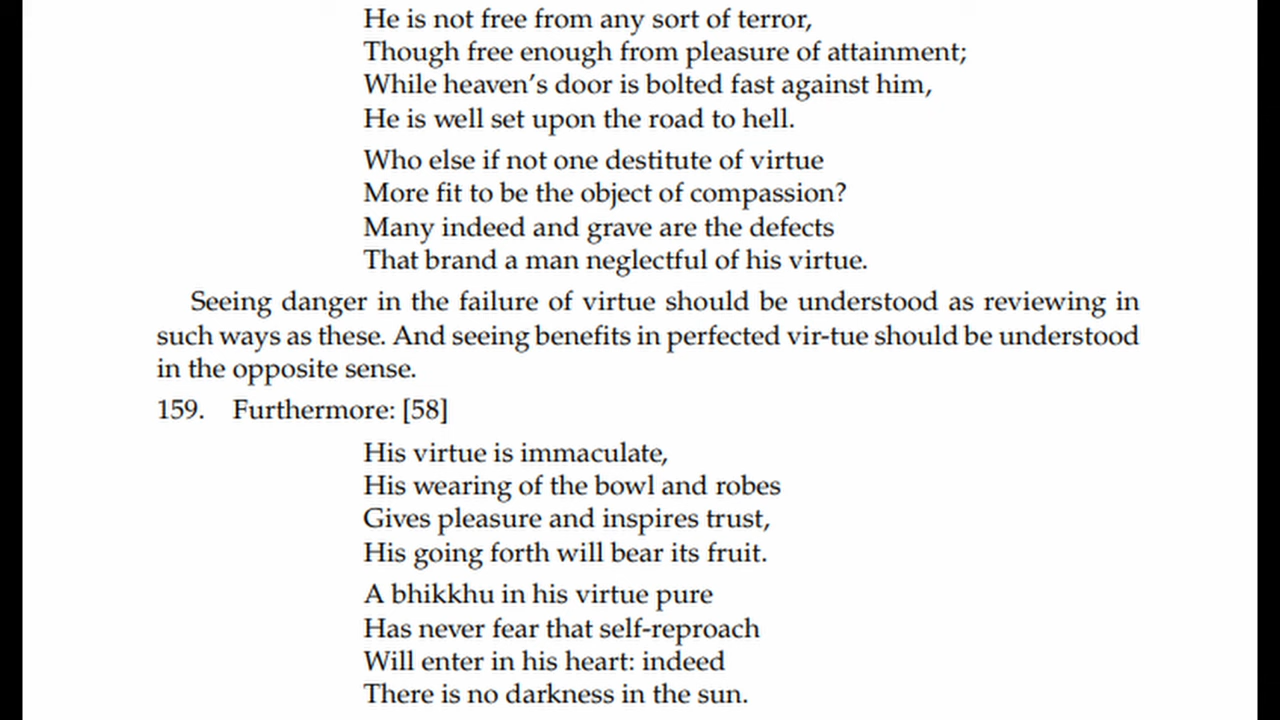 He is not free from any sort of terror,
Though free enough from pleasure of attainment;
While heaven's door is bolted fast against him,
He is well set upon the road to hell.
Who else if not one destitute of virtue
More fit to be the object of compassion?
Many indeed and grave are the defects
That brand a man neglectful of his virtue.
Seeing danger in the failure of virtue should be understood as reviewing in
such ways as these. And seeing benefits in perfected vir-tue should be understood
in the opposite sense.
159. Furthermore: [58]
His virtue is immaculate,
His wearing of the bowl and robes
Gives pleasure and inspires trust,
His going forth will bear its fruit.
A bhikkhu in his virtue pure
Has never fear that self-reproach
Will enter in his heart: indeed
There is no darkness in the sun.